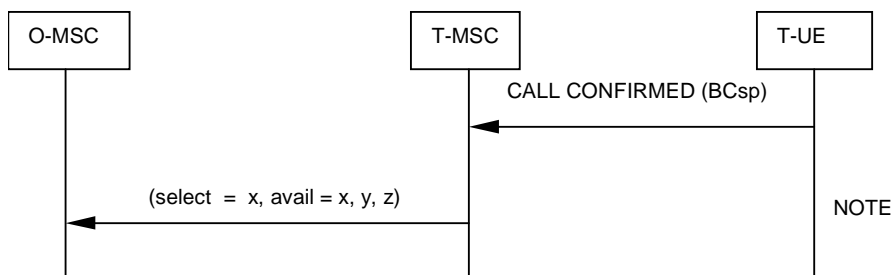 O-MSC
T-MSC
T-UE
CALL CONFIRMED (BCsp)
(select = x, avail = x, y, z)
NOTE